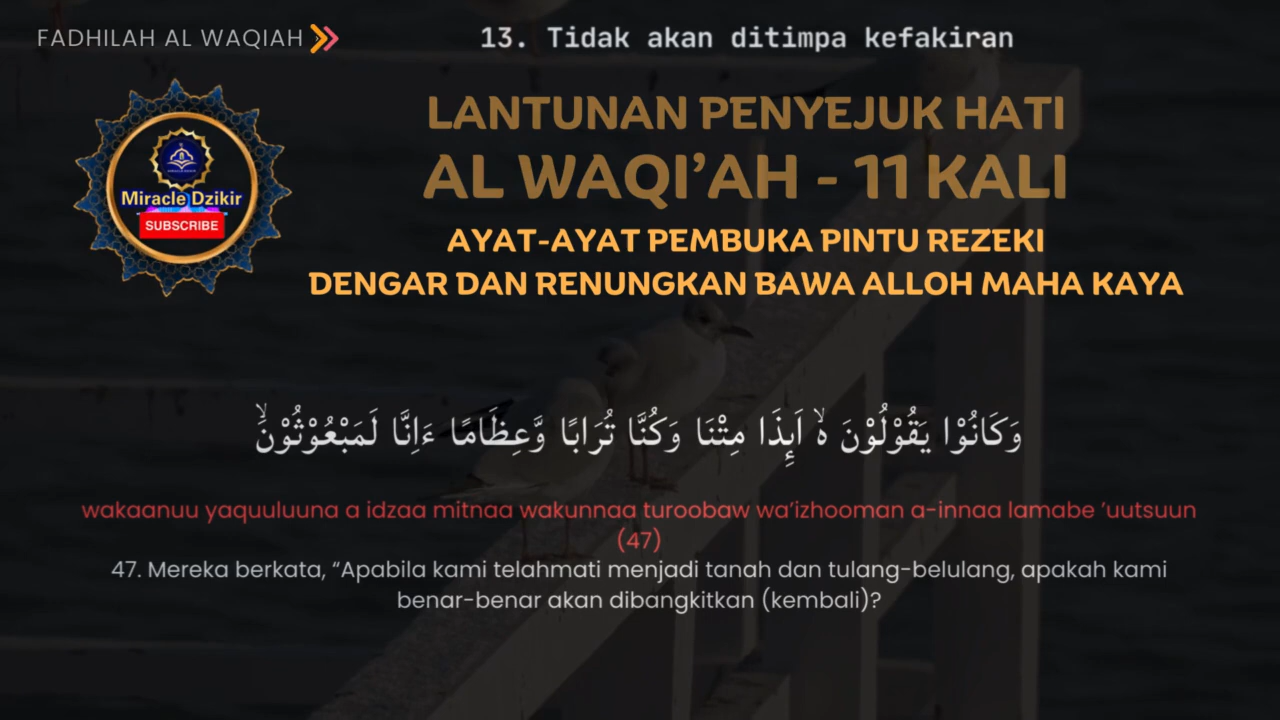 FADHILAH AL WAQIAH
13. Tidak akan ditimpa kefakiran
LANTUNAN PENYEJUK HATI
AL WAQI’AH - 11 KALI
AYAT-AYAT PEMBUKA PINTU REZEKI
DENGAR DAN RENUNGKAN BAWA ALLOH MAHA KAYA
Miracle Dzikir
SUBSCRIBE
وَكَانُوْا يَقُوْلُوْنَ ەۙ اَىِٕذَا مِتْنَا وَكُنَّا تُرَابًا وَّعِظَامًا ءَاِنَّا لَمَبْعُوْثُوْنَۙ
wakaanuu yaquuluuna a idzaa mitnaa wakunnaa turoobaw wa’izhooman a-innaa lamabe ’uutsuun
(47)
47. Mereka berkata, “Apabila kami telahmati menjadi tanah dan tulang-belulang, apakah kami
benar-benar akan dibangkitkan (kembali)?